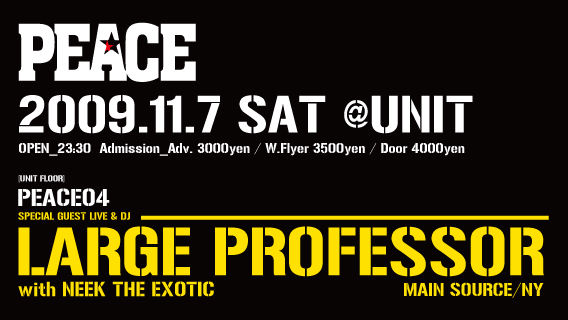 PEACE
2009.11.7 SAT @UNIT
OPEN_23:30 Admission_Adv. 3000yen / W.Flyer 3500yen / Door 4000yen
[UNIT FLOOR]
PEACE04
SPECIAL GUEST LIVE & DJ
LARGE PROFESSOR
with NEEK THE EXOTIC MAIN SOURCE/NY